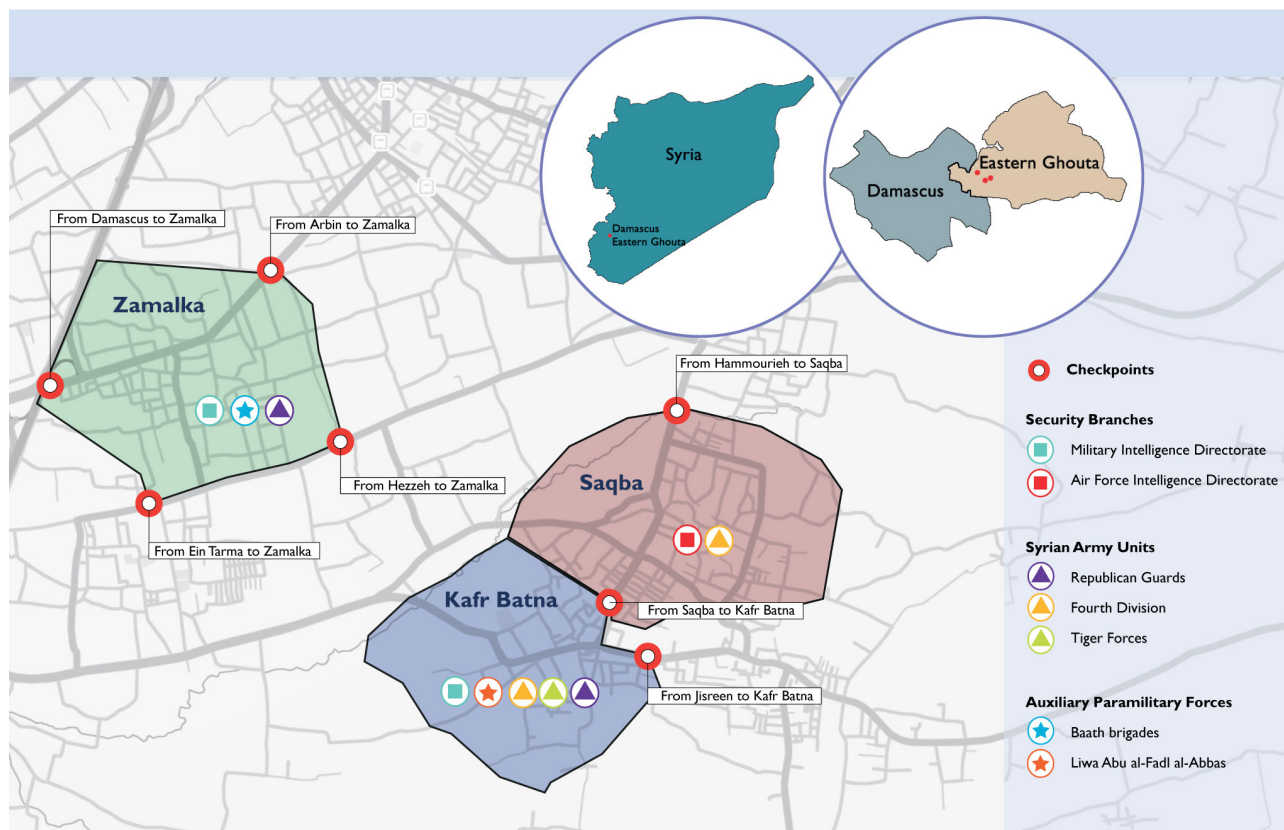 Syria
Damascus
Eastern Ghouta
Eastern Ghouta
Damascus
From Damascus to Zamalka
From Arbin to Zamalka
Zamalka
From Hezzeh to Zamalka
From Ein Tarma to Zamalka
From Hammourieh to Saqba
Saqba
Kafr Batna
From Saqba to Kafr Batna
From Jisreen to Kafr Batna
Checkpoints
Security Branches
Military Intelligence Directorate
Air Force Intelligence Directorate
Syrian Army Units
Republican Guards
Fourth Division
Tiger Forces
Auxiliary Paramilitary Forces
Baath brigades
Liwa Abu al-Fadl al-Abbas